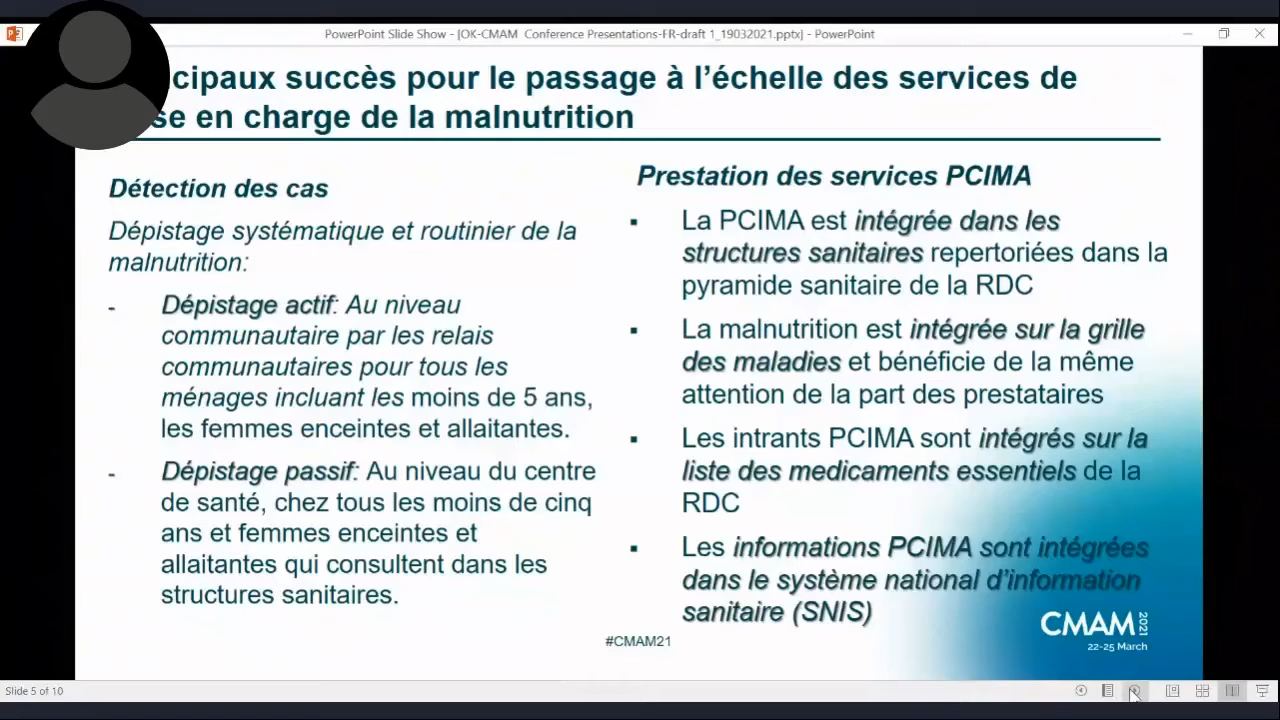 PowerPoint Slide Show - [OK-CMAM Conference Presentations-FR-draft 1_19032021.pptx] - PowerPoint
succès pour le passage à l’échelle des services de
en charge de la malnutrition
Détection des cas
Dépistage systématique et routinier de la
malnutrition:
- Dépistage actif: Au niveau
communautaire par les relais
communautaires pour tous les
ménages incluant les moins de 5 ans,
les femmes enceintes et allaitantes.
- Dépistage passif: Au niveau du centre
de santé, chez tous les moins de cinq
ans et femmes enceintes et
allaitantes qui consultent dans les
structures sanitaires.
Prestation des services PCIMA
▪ La PCIMA est intégrée dans les
structures sanitaires repertoriées dans la
pyramide sanitaire de la RDC
▪ La malnutrition est intégrée sur la grille
des maladies et bénéficie de la même
attention de la part des prestataires
▪ Les intrants PCIMA sont intégrés sur la
liste des medicaments essentiels de la
RDC
▪ Les informations PCIMA sont intégrées
dans le système national d’information
sanitaire (SNIS)
#CMAM21
CMAM 2021
22-25 March
Slide 5 of 10